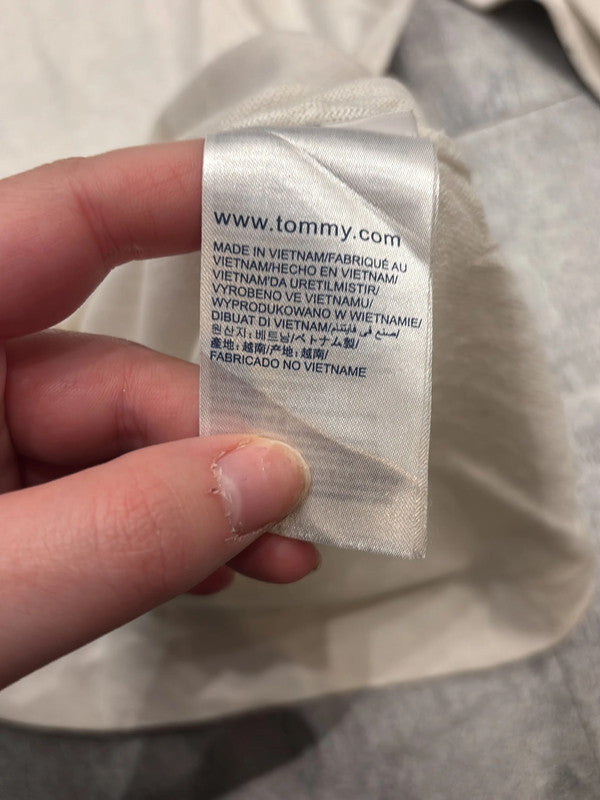 www.tommy.com
MADE IN VIETNAM/FABRIQUÉ AU
VIETNAM/HECHO EN VIETNAM/
VIETNAM'DA URETILMISTIR/
VYROBENO VE VIETNAMU/
WYPRODUKOWANO W WIETNAMIE/
DIBUAT DI VIETNAM/صنع في فايتنام/
원산지: 베트남/ベトナム製/
產地: 越南/产地: 越南/
FABRICADO NO VIETNAME